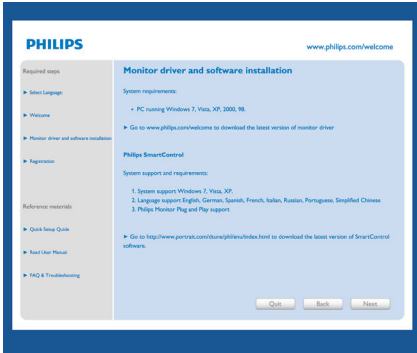 PHILIPS
www.philips.com/welcome
Required steps
Select Language
Welcome
Monitor driver and software installation
Registration
Reference materials
Quick Setup Guide
Read User Manual
FAQ & Troubleshooting
Monitor driver and software installation
System requirements:
• PC running Windows 7, Vista, XP, 2000, 98.
Go to www.philips.com/welcome to download the latest version of monitor driver
Philips SmartControl
System support and requirements:
1. System support Windows 7, Vista, XP.
2. Language support English, German, Spanish, French, Italian, Russian, Portuguese, Simplified Chinese
3. Philips Monitor Plug and Play support
Go to http://www.portrait.com/dtune/phl/enu/index.html to download the latest version of SmartControl
software.
Quit
Back
Next